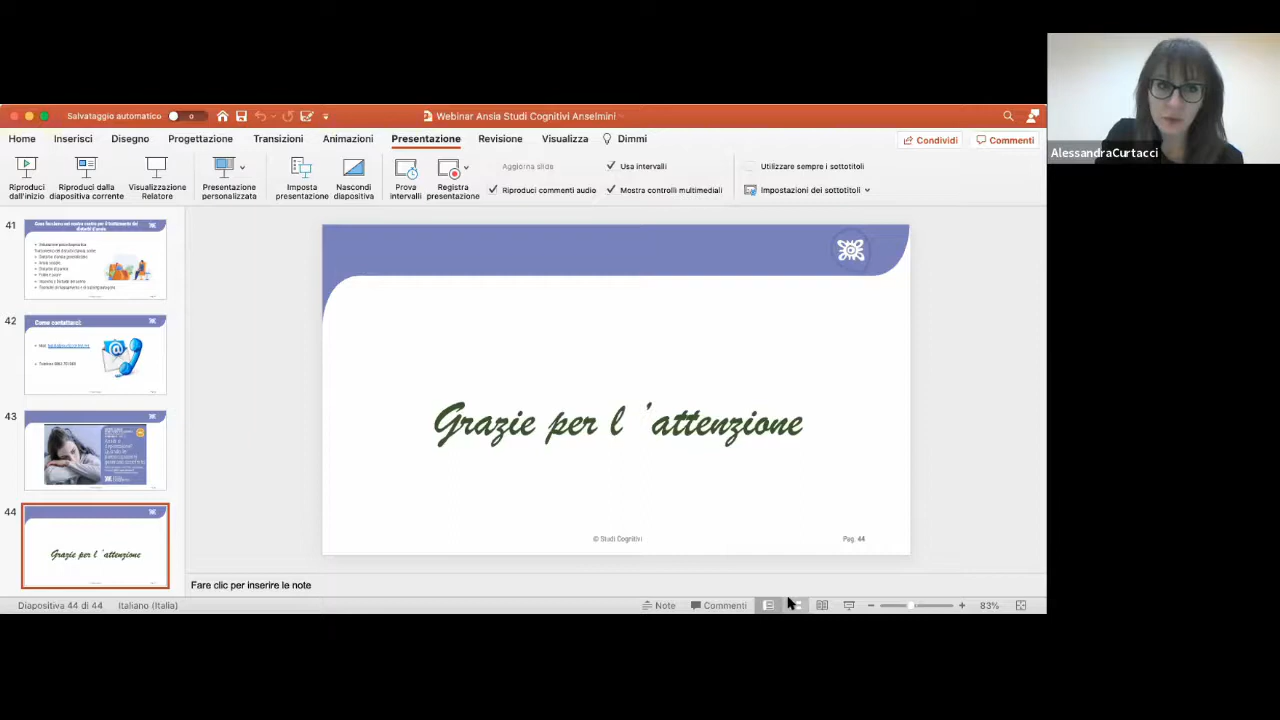 Salvataggio automatico
Webinar Ansia Studi Cognitivi Anselmini
Home Inserisci Disegno Progettazione Transizioni Animazioni Presentazione Revisione Visualizza Dimmi
Condividi Commenti
Riproduci dall'inizio
Riproduci dalla diapositiva corrente
Visualizzazione Relatore
Presentazione personalizzata
Imposta presentazione
Nascondi diapositiva
Prova intervalli
Registra presentazione
Aggiorna slide
Usa intervalli
Riproduci commenti audio
Mostra controlli multimediali
Utilizzare sempre i sottotitoli
Impostazioni dei sottotitoli
AlessandraCurtacci
41
42
Come contattarci:
43
44
Grazie per l 'attenzione
Grazie per l 'attenzione
© Studi Cognitivi
Pag. 44
Fare clic per inserire le note
Diapositiva 44 di 44 Italiano (Italia) Note Commenti 83%